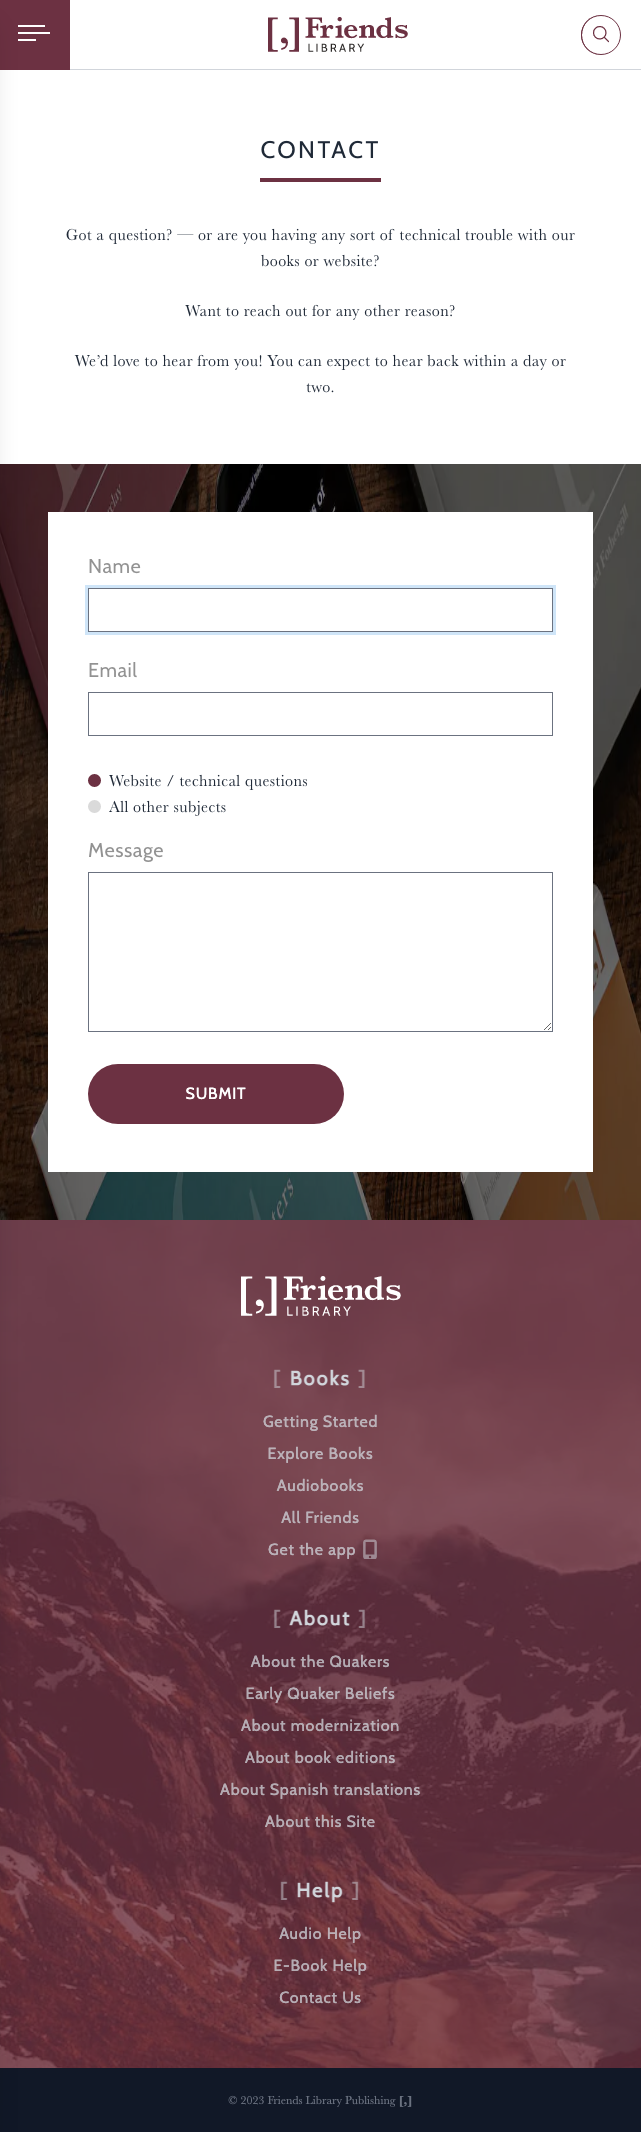 [,] Friends
LIBRARY
CONTACT
Got a question? — or are you having any sort of technical trouble with our
books or website?
Want to reach out for any other reason?
We’d love to hear from you! You can expect to hear back within a day or
two.
Name
Email
Website / technical questions
All other subjects
Message
SUBMIT
[,] Friends
LIBRARY
[ Books ]
Getting Started
Explore Books
Audiobooks
All Friends
Get the app
[ About ]
About the Quakers
Early Quaker Beliefs
About modernization
About book editions
About Spanish translations
About this Site
[ Help ]
Audio Help
E-Book Help
Contact Us
© 2023 Friends Library Publishing [,]